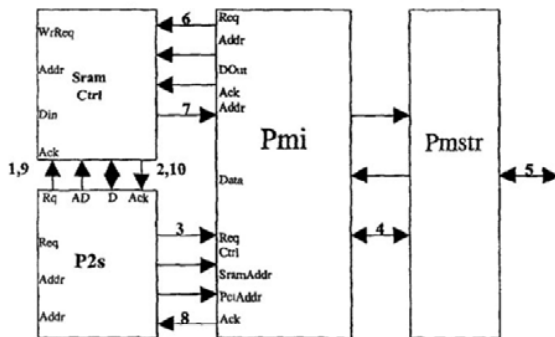 6 Req
WrReq Addr
Addr Sram DOut
Ctrl Ack
Din 7 Addr
Pmi Pmstr
Ack
1,9 2,10 Data 5
Rq AD D Ack
3 4
Req P2s Req
Ctrl
Addr SramAddr
PciAddr
Addr 8 Ack